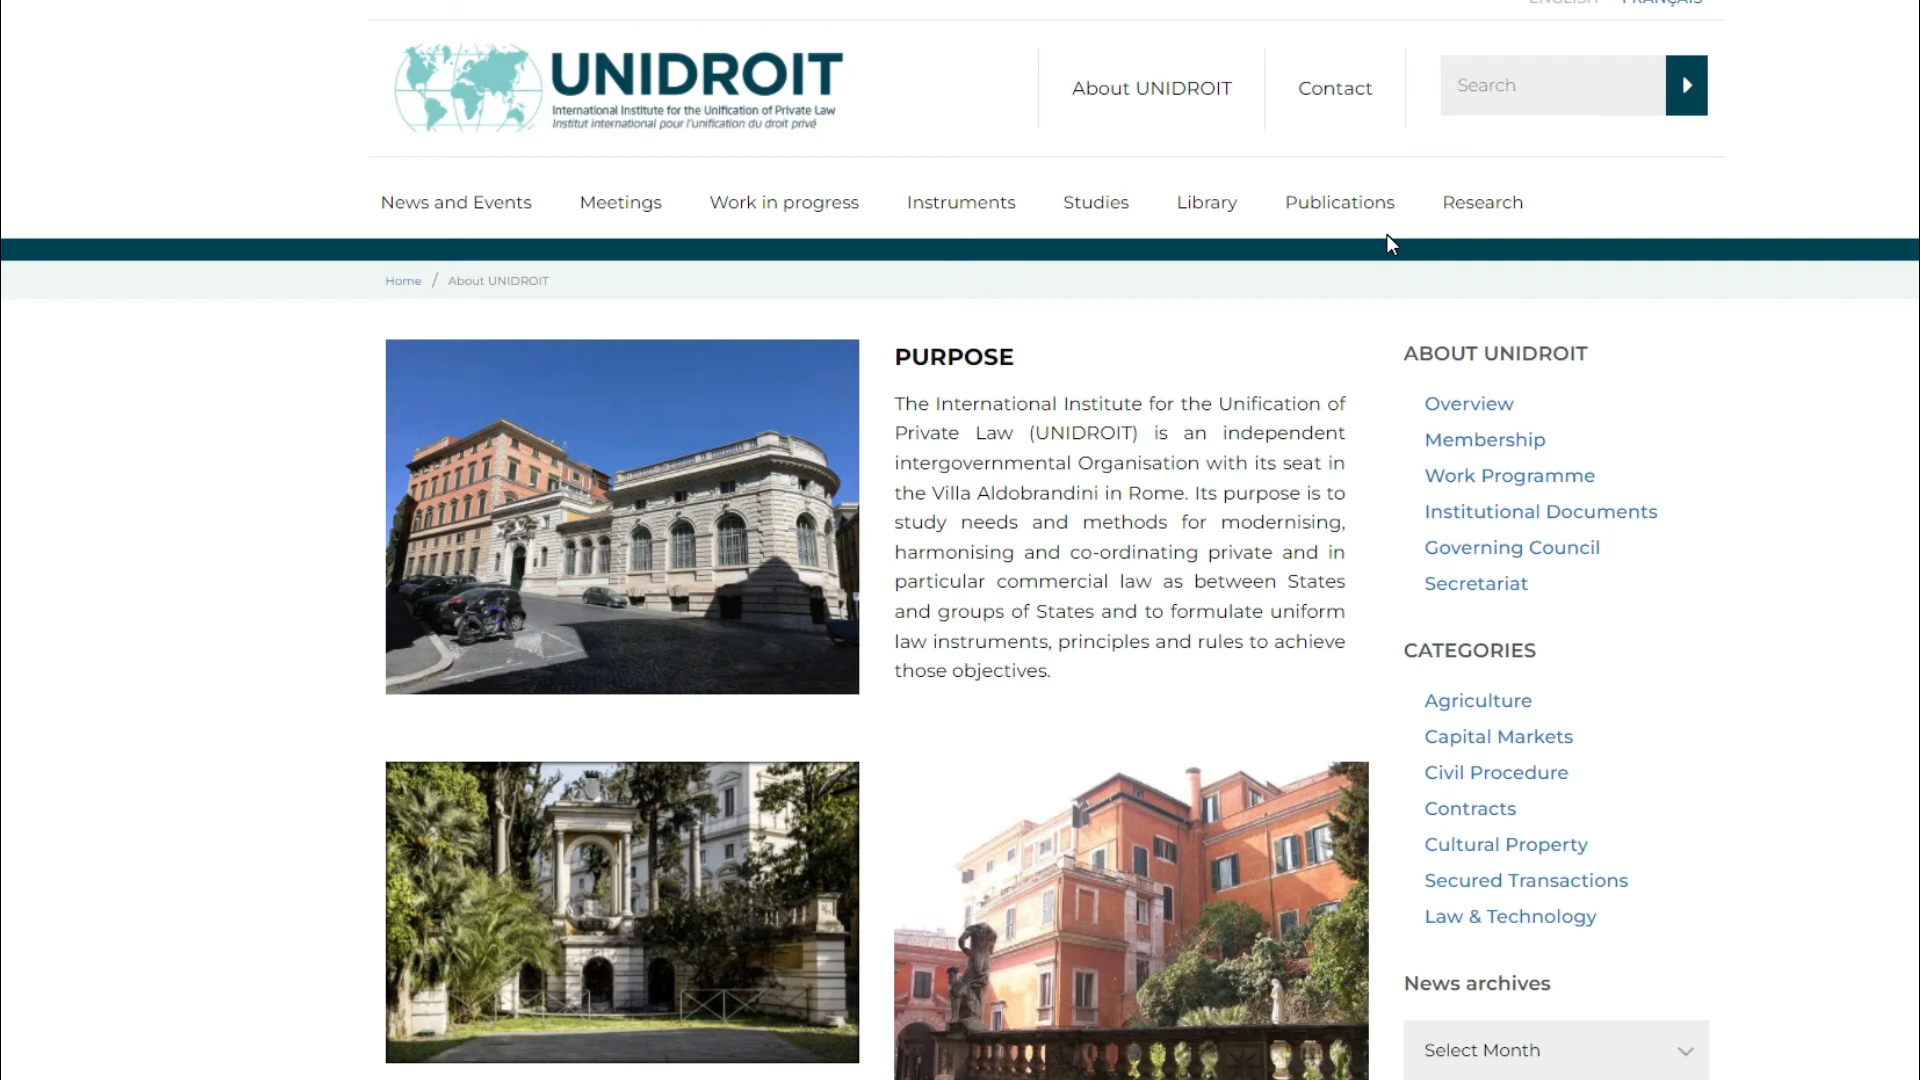 ENGLISH FRANÇAIS
UNIDROIT
International Institute for the Unification of Private Law
Institut international pour l'unification du droit privé
About UNIDROIT
Contact
Search
News and Events
Meetings
Work in progress
Instruments
Studies
Library
Publications
Research
Home / About UNIDROIT
PURPOSE
The International Institute for the Unification of
Private Law (UNIDROIT) is an independent
intergovernmental Organisation with its seat in
the Villa Aldobrandini in Rome. Its purpose is to
study needs and methods for modernising,
harmonising and co-ordinating private and in
particular commercial law as between States
and groups of States and to formulate uniform
law instruments, principles and rules to achieve
those objectives.
ABOUT UNIDROIT
Overview
Membership
Work Programme
Institutional Documents
Governing Council
Secretariat
CATEGORIES
Agriculture
Capital Markets
Civil Procedure
Contracts
Cultural Property
Secured Transactions
Law & Technology
News archives
Select Month